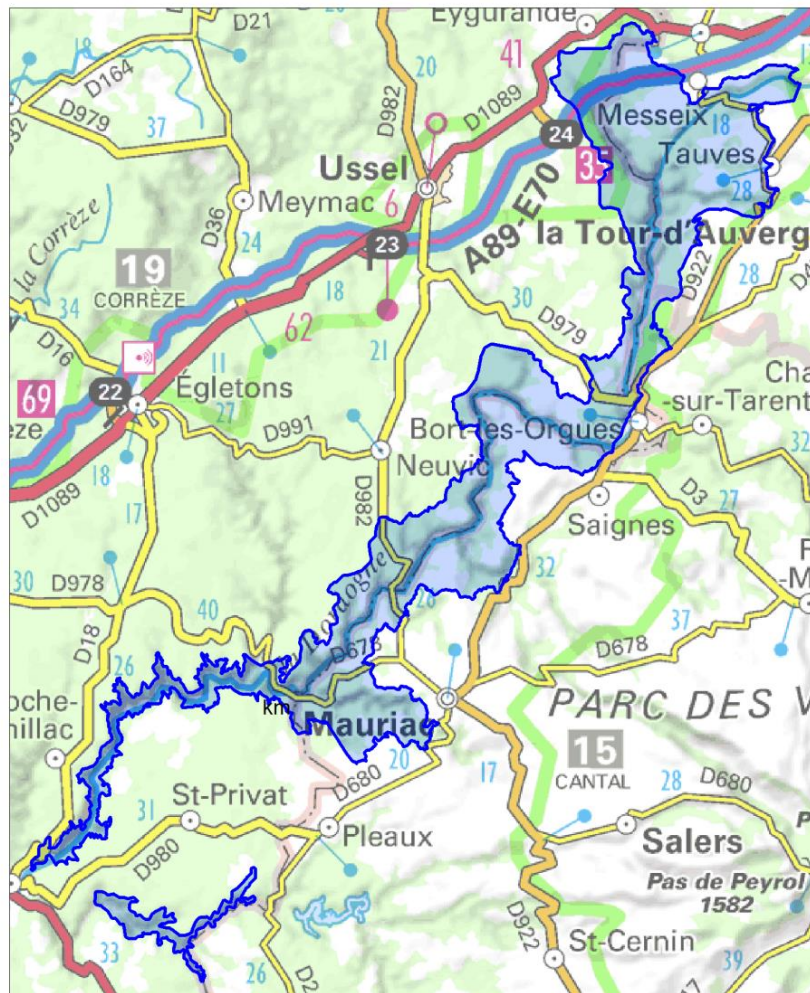 D21
Eygurande
18
20
41
D164
D979
D982
D1089
32
37
24
Messeix
18
Ussel
35
Tauves
6
28
Meymac
la Corrèze
D36
23
A89-E70
la Tour-d'Auverg
24
D922
28
19
CORRÈZE
18
30
D979
34
62
21
D16
11
22
Égletons
69
27
-sur-Tarent
Bort-les-Orgues
D991
Neuvic
32
18
D3
27
D1089
17
D982
Saignes
30
D978
32
Dordogne
40
28
37
D18
D678
D678
26
km
PARC DES V
Mauriac
15
CANTAL
20
17
28
D680
31
St-Privat
D680
Pleaux
Salers
D980
Pas de Peyrol
1582
33
D922
St-Cernin
26
39